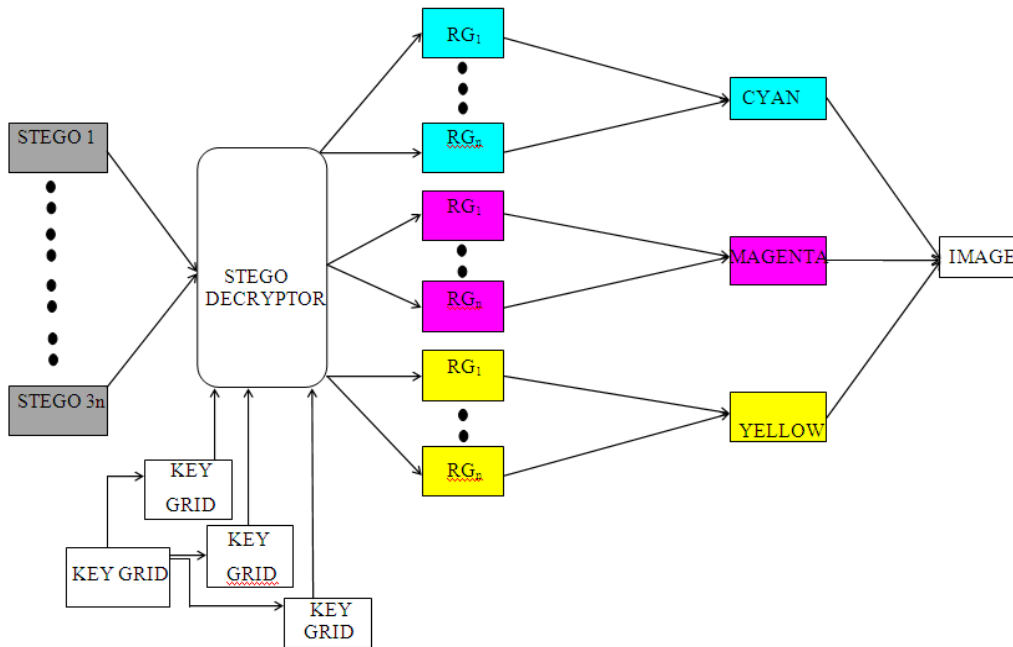 RG₁
CYAN
STEGO 1
RGₙ
RG₁
MAGENTA
IMAGE
STEGO
DECRYPTOR
RGₙ
RG₁
STEGO 3n
YELLOW
RGₙ
KEY
GRID
KEY
GRID
KEY GRID
KEY
GRID